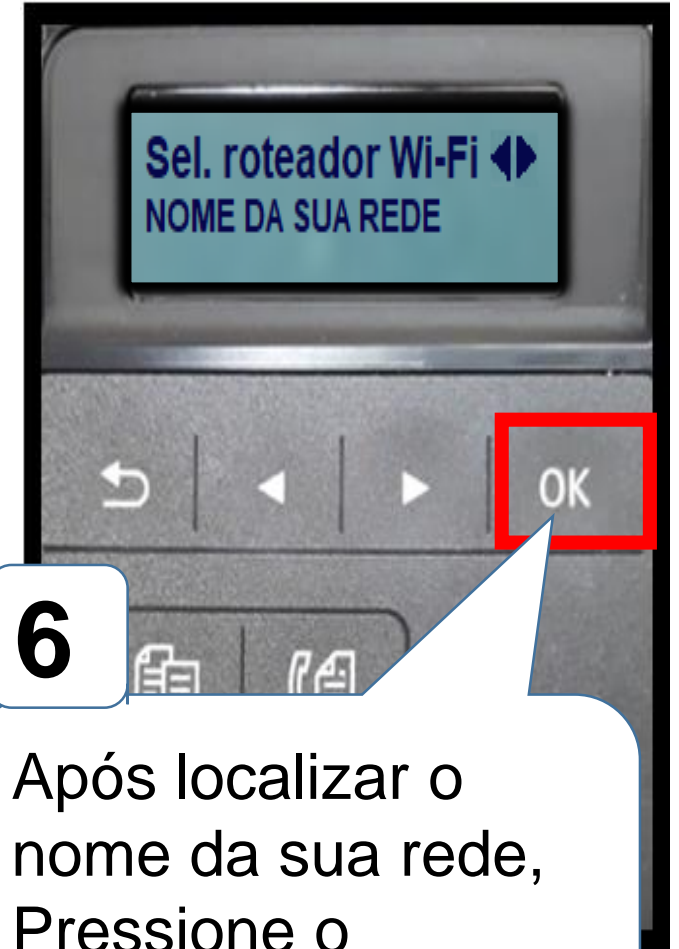 Sel. roteador Wi-Fi
NOME DA SUA REDE
OK
6
Após localizar o
nome da sua rede,
Pressione o